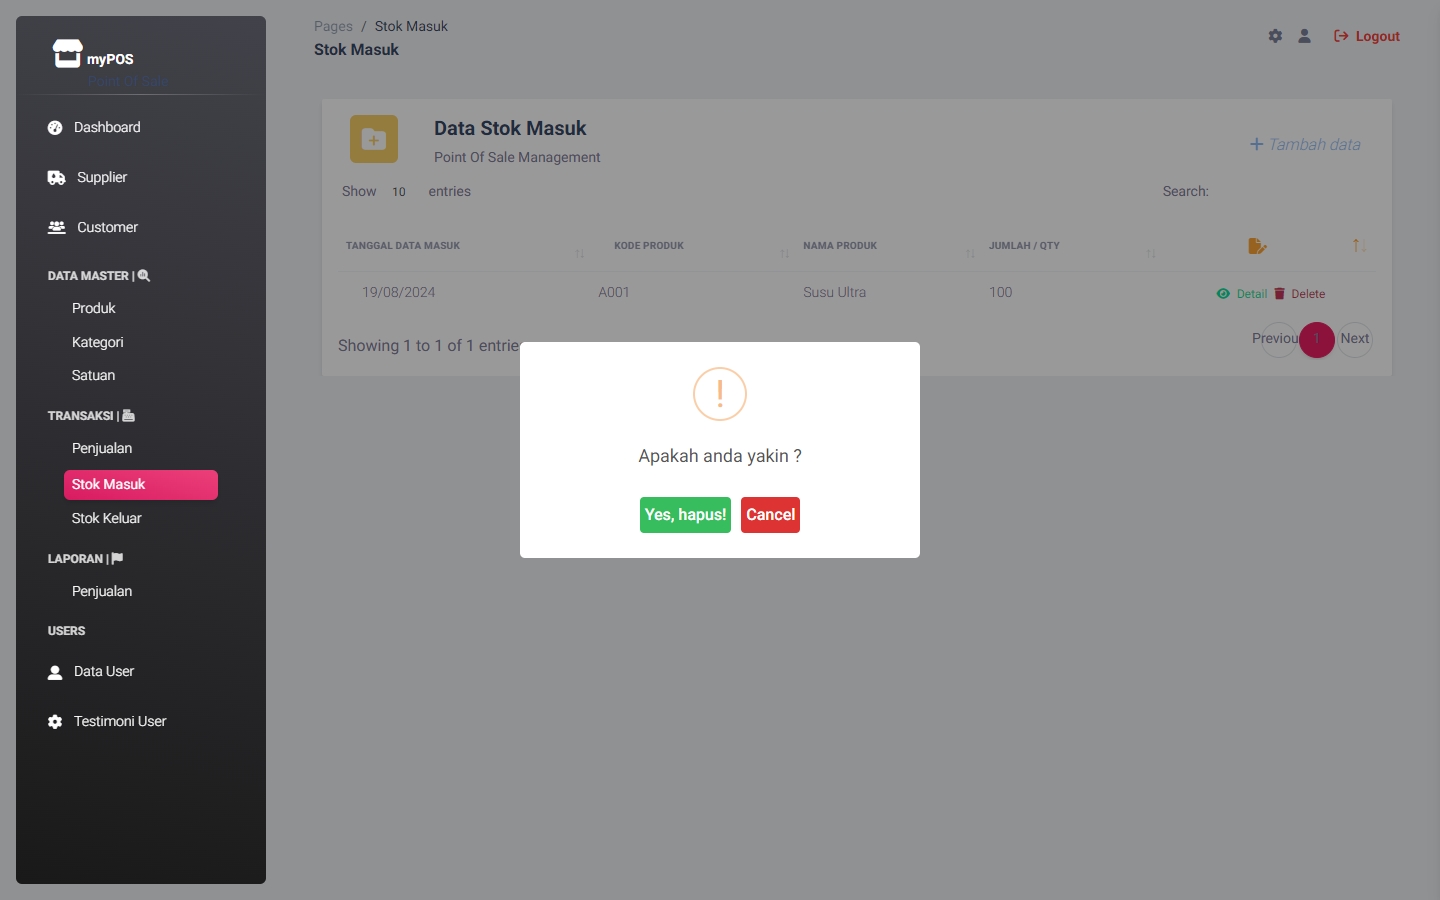 myPOS
Point Of Sale
Dashboard
Supplier
Customer
DATA MASTER |
Produk
Kategori
Satuan
TRANSAKSI |
Penjualan
Stok Masuk
Stok Keluar
LAPORAN |
Penjualan
USERS
Data User
Testimoni User
Pages / Stok Masuk
Stok Masuk
Logout
Data Stok Masuk
Point Of Sale Management
+ Tambah data
Show 10 entries
Search:
TANGGAL DATA MASUK KODE PRODUK NAMA PRODUK JUMLAH / QTY
19/08/2024 A001 Susu Ultra 100 Detail Delete
Showing 1 to 1 of 1 entrie
Previou 1 Next
Apakah anda yakin ?
Yes, hapus! Cancel